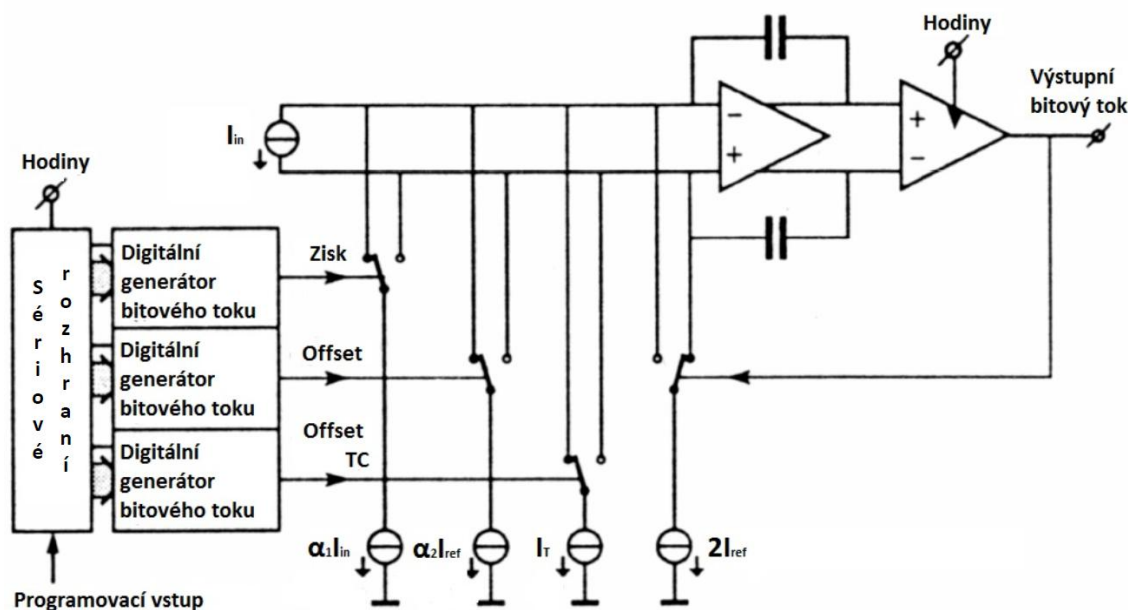 Hodiny
Výstupní
bitový tok
Iin
−
+
+
−
Hodiny
Sériové
rozhraní
Digitální
generátor
bitového toku
Zisk
Digitální
generátor
bitového toku
Offset
Digitální
generátor
bitového toku
Offset
TC
α1Iin
α2Iref
IT
2Iref
Programovací vstup